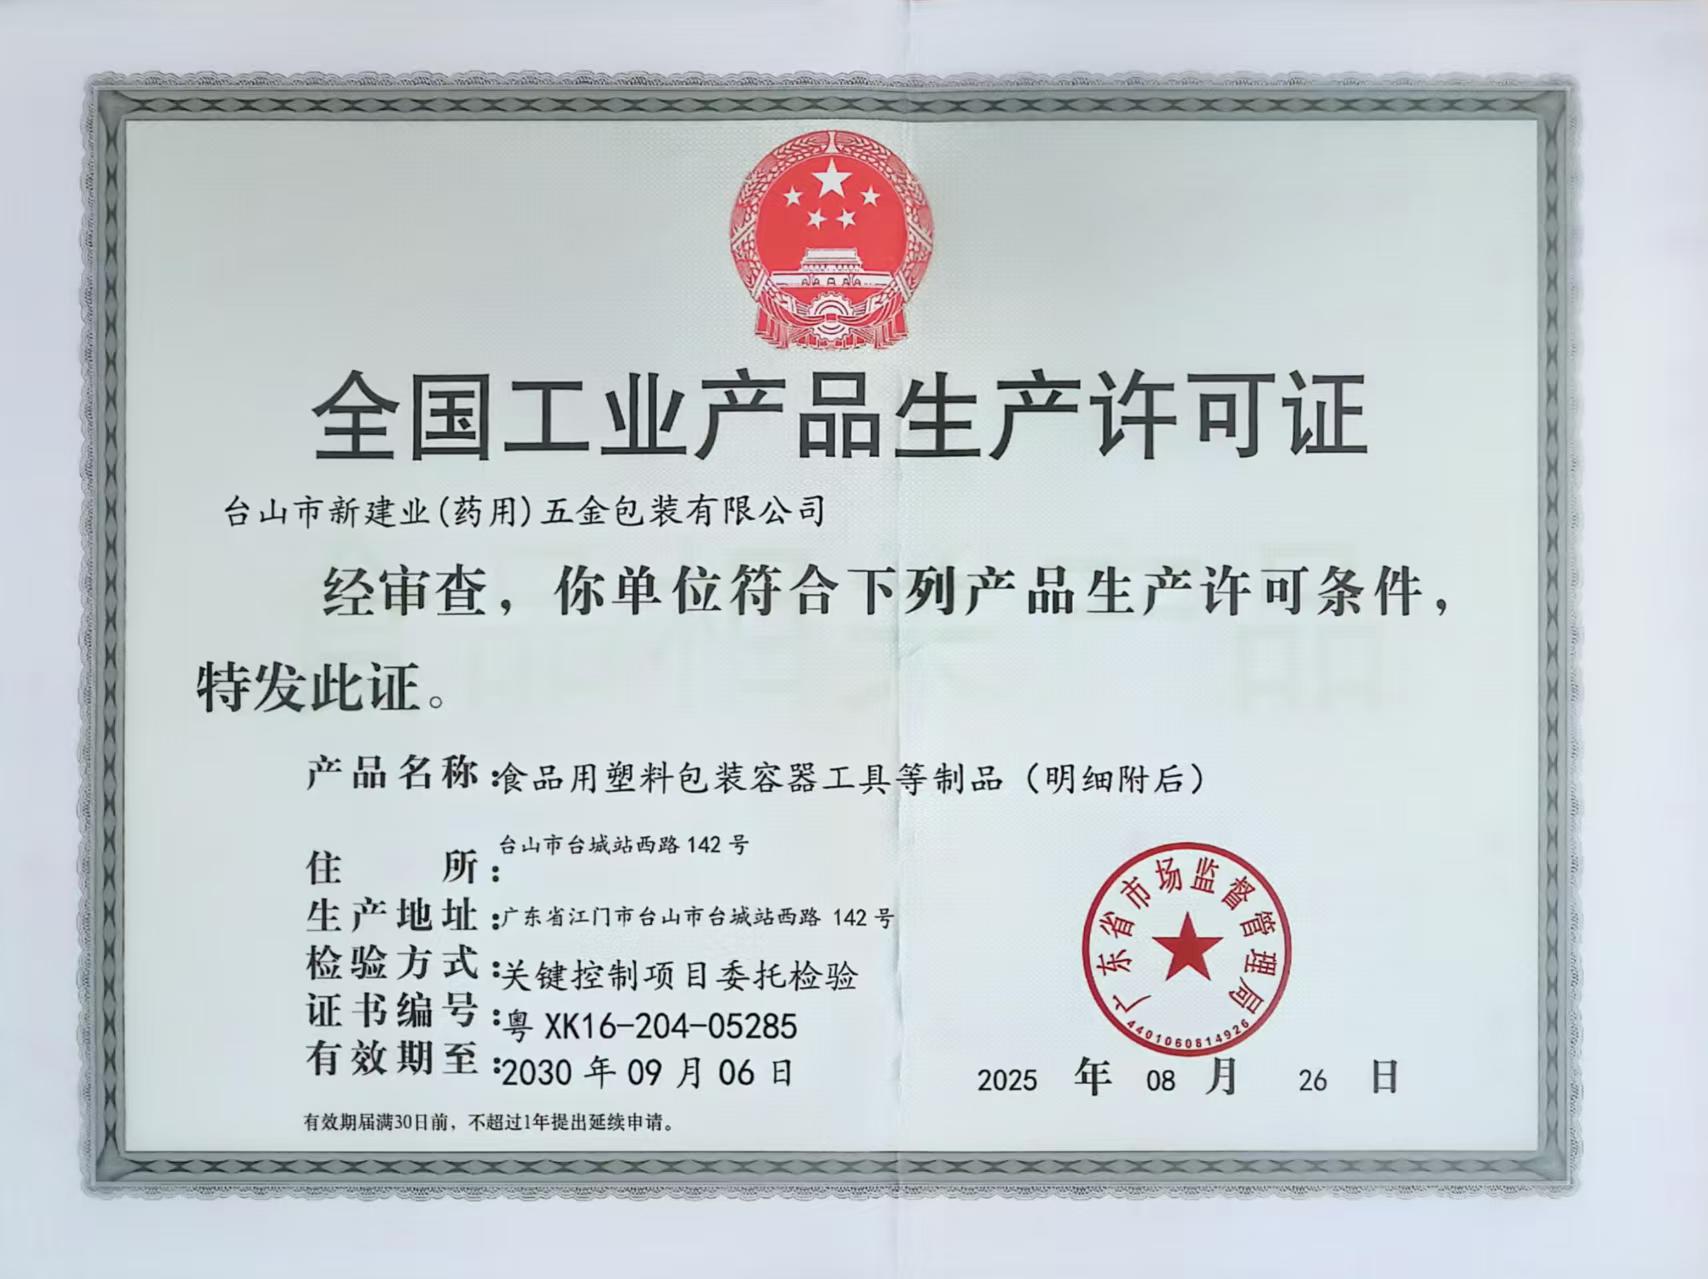 全国工业产品生产许可证
台山市新建业(药用)五金包装有限公司
经审查，你单位符合下列产品生产许可条件，
特发此证。
产品名称：食品用塑料包装容器工具等制品（明细附后）
住所：台山市台城站西路142号
生产地址：广东省江门市台山市台城站西路 142号
检验方式：关键控制项目委托检验
证书编号：粤XK16-204-05285
有效期至：2030年09月06日
有效期届满30日前，不超过1年提出延续申请。
广东省市场监督管理局
4401060814926
2025 年 08 月 26 日